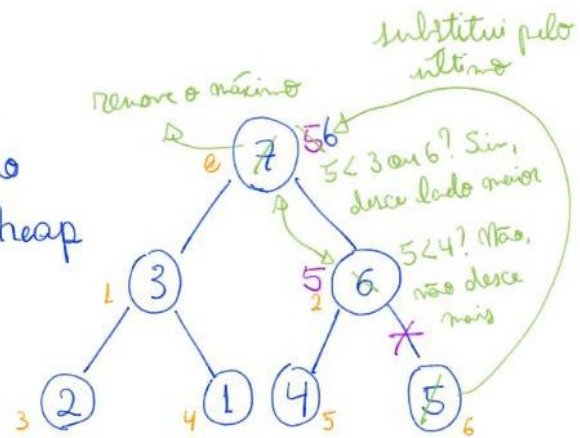 substitui pelo
último
remove o máximo
o
heap
7
5 6
0
5 < 3 ou 6? Sim,
desce lado maior
5 < 4? Não,
não desce
mais
3
1
5
6
2
2
3
1
4
4
5
5
6